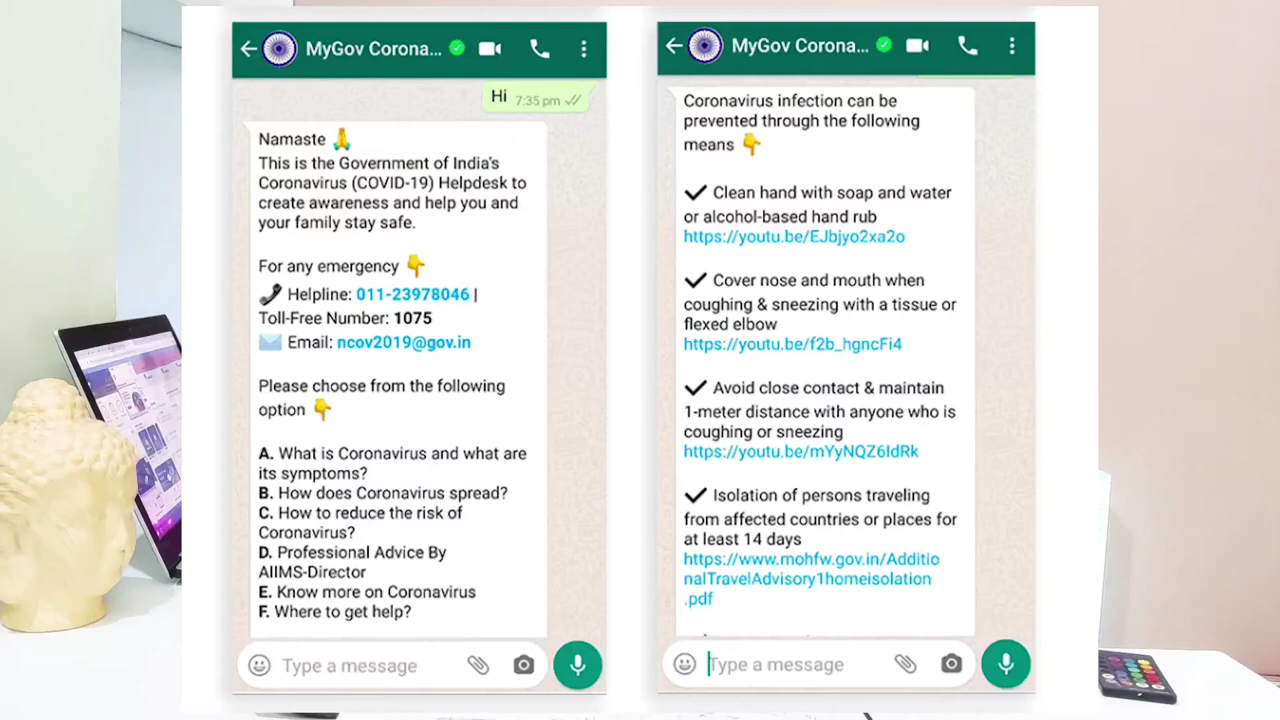 MyGov Corona...
Hi
7:35 pm
Namaste 🙏
This is the Government of India's
Coronavirus (COVID-19) Helpdesk to
create awareness and help you and
your family stay safe.
For any emergency 👇
Helpline: 011-23978046 |
Toll-Free Number: 1075
Email: ncov2019@gov.in
Please choose from the following
option 👇
A. What is Coronavirus and what are
its symptoms?
B. How does Coronavirus spread?
C. How to reduce the risk of
Coronavirus?
D. Professional Advice By
AIIMS-Director
E. Know more on Coronavirus
F. Where to get help?
Type a message
MyGov Corona...
Coronavirus infection can be
prevented through the following
means 👇
✔ Clean hand with soap and water
or alcohol-based hand rub
https://youtu.be/EJbjyo2xa2o
✔ Cover nose and mouth when
coughing & sneezing with a tissue or
flexed elbow
https://youtu.be/f2b_hgncFi4
✔ Avoid close contact & maintain
1-meter distance with anyone who is
coughing or sneezing
https://youtu.be/mYyNQZ6IdRk
✔ Isolation of persons traveling
from affected countries or places for
at least 14 days
https://www.mohfw.gov.in/Additio
nalTravelAdvisory1homeisolation
.pdf
Type a message